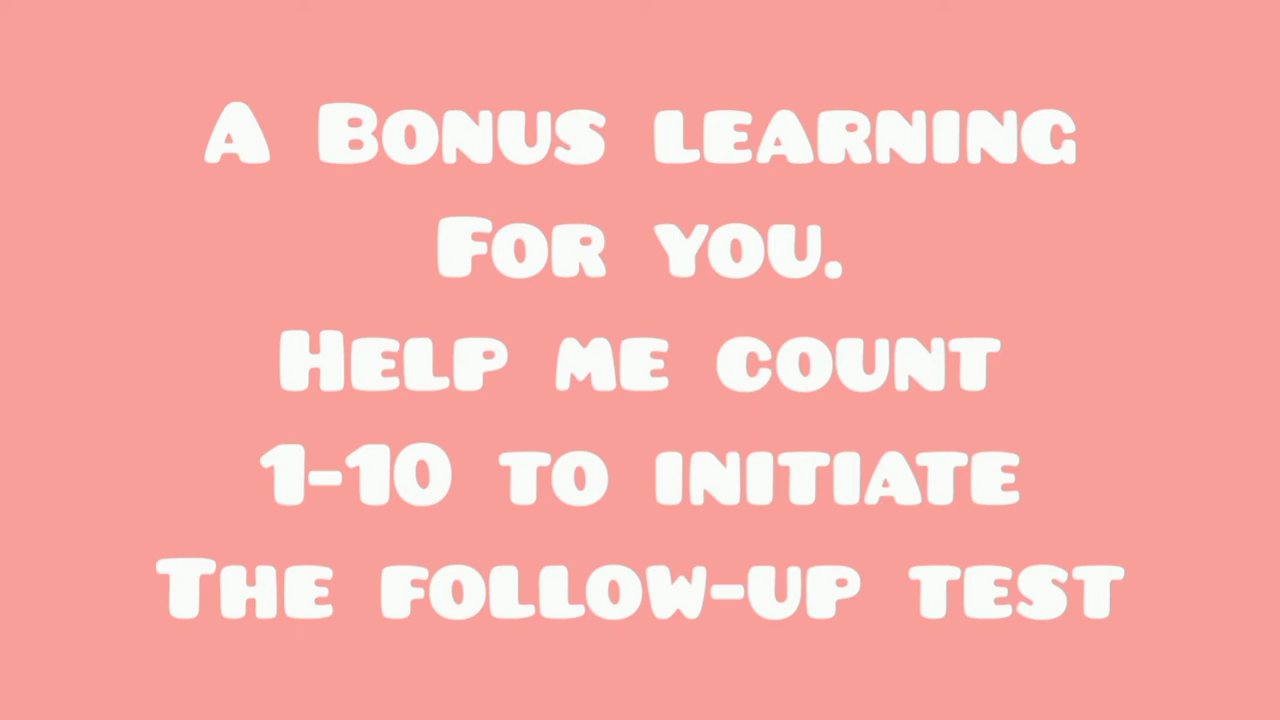 A Bonus learning
For you.
Help me count
1-10 to initiate
The follow-up test